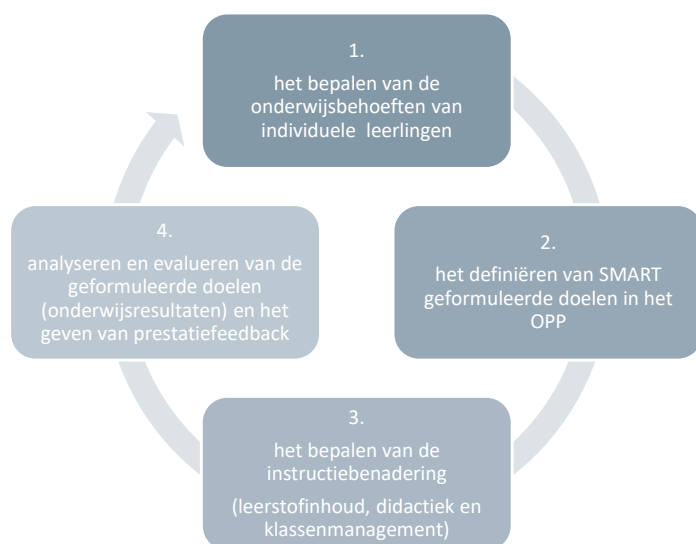 1.
het bepalen van de
onderwijsbehoeften van
individuele leerlingen
2.
het definiëren van SMART
geformuleerde doelen in het
OPP
3.
het bepalen van de
instructiebenadering
(leerstofinhoud, didactiek en
klassenmanagement)
4.
analyseren en evalueren van de
geformuleerde doelen
(onderwijsresultaten) en het
geven van prestatiefeedback